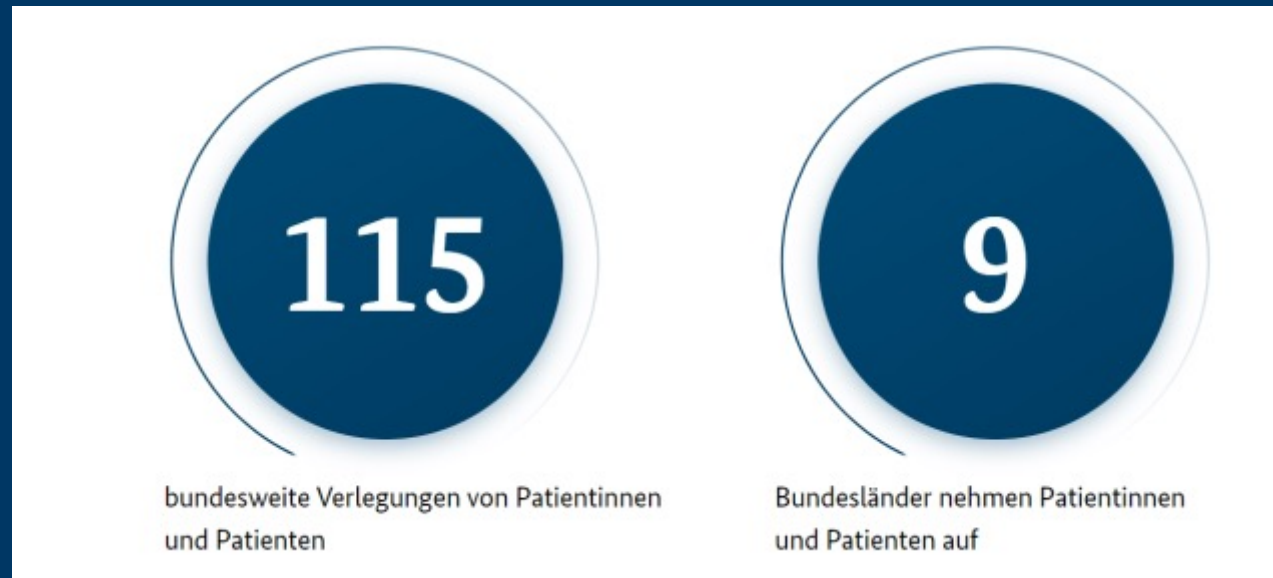 115
bundesweite Verlegungen von Patientinnen
und Patienten
9
Bundesländer nehmen Patientinnen
und Patienten auf